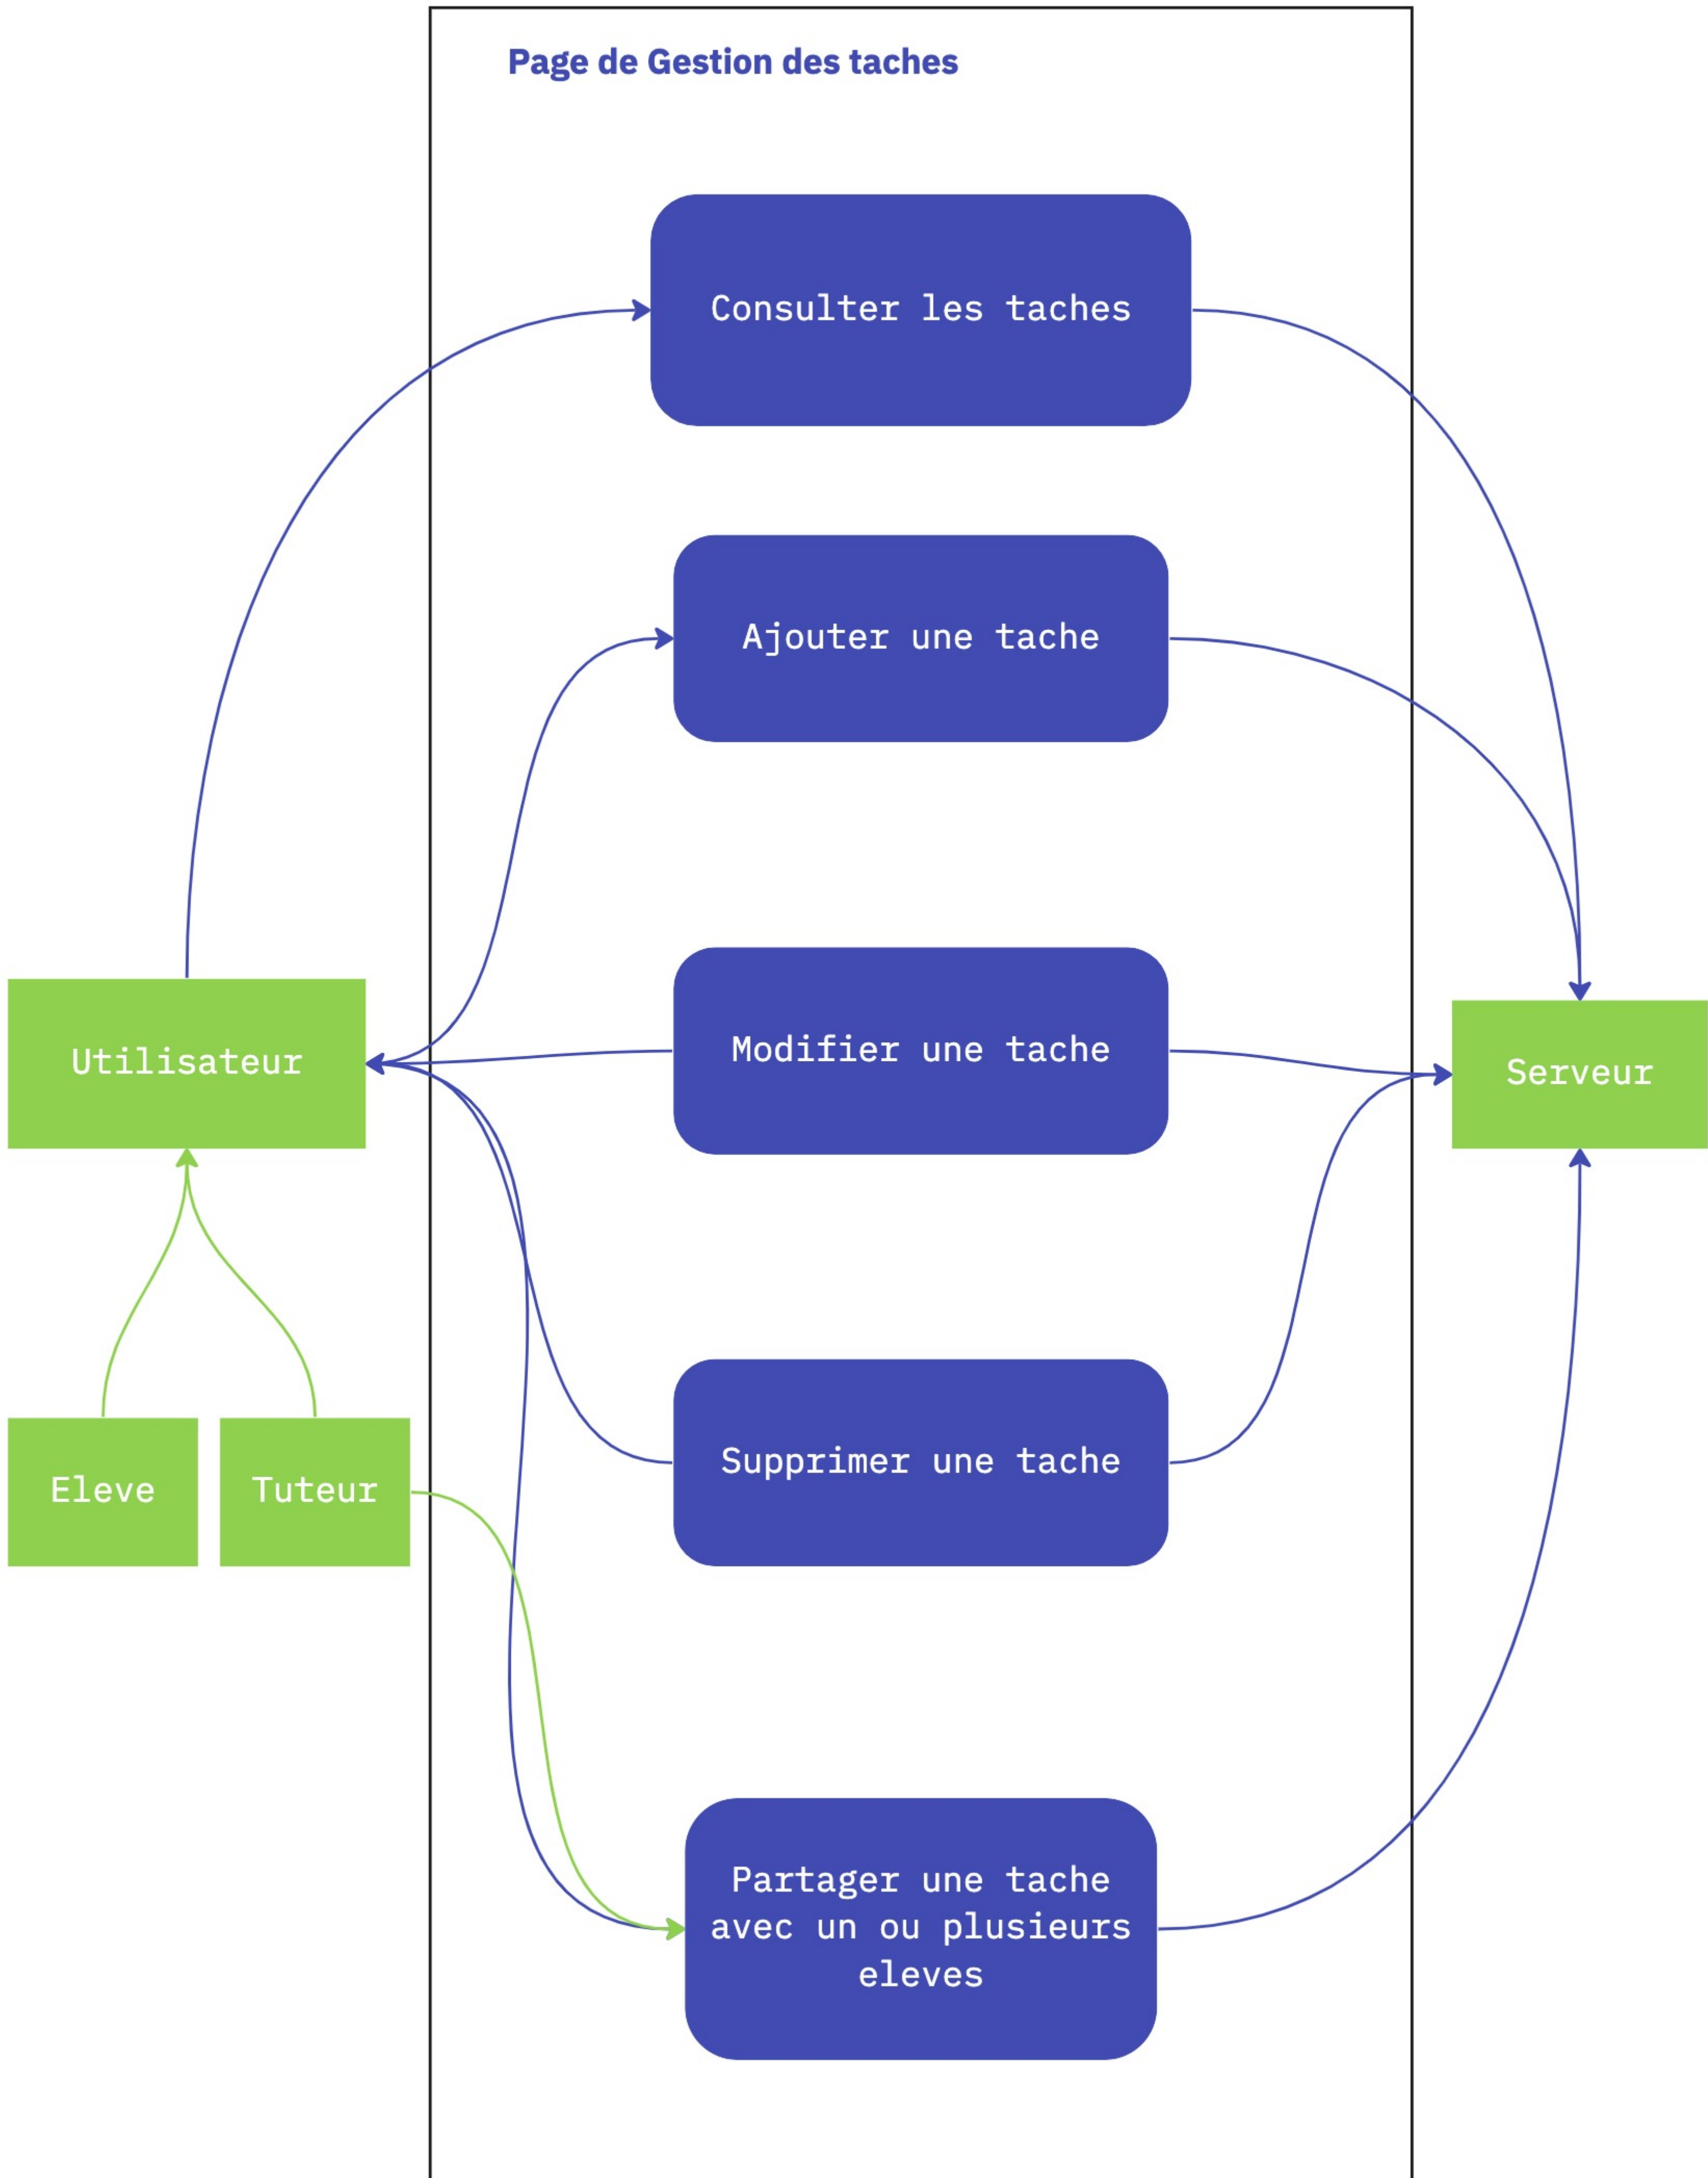 Page de Gestion des taches
Consulter les taches
Ajouter une tache
Modifier une tache
Utilisateur
Serveur
Supprimer une tache
Eleve
Tuteur
Partager une tache
avec un ou plusieurs
eleves